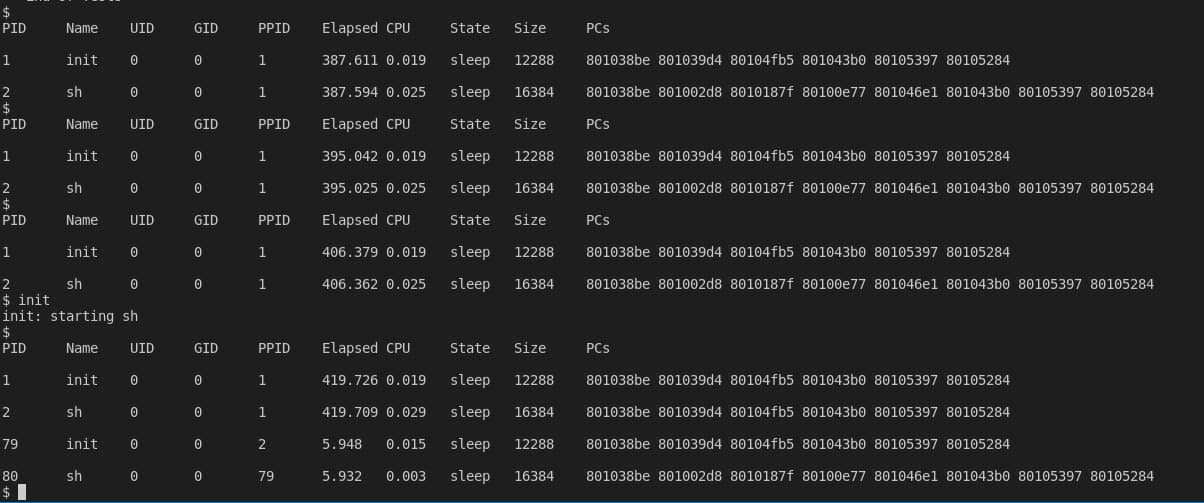 $
PID Name UID GID PPID Elapsed CPU State Size PCs
1 init 0 0 1 387.611 0.019 sleep 12288 801038be 801039d4 80104fb5 801043b0 80105397 80105284
2 sh 0 0 1 387.594 0.025 sleep 16384 801038be 801002d8 8010187f 80100e77 801046e1 801043b0 80105397 80105284
$
PID Name UID GID PPID Elapsed CPU State Size PCs
1 init 0 0 1 395.042 0.019 sleep 12288 801038be 801039d4 80104fb5 801043b0 80105397 80105284
2 sh 0 0 1 395.025 0.025 sleep 16384 801038be 801002d8 8010187f 80100e77 801046e1 801043b0 80105397 80105284
$
PID Name UID GID PPID Elapsed CPU State Size PCs
1 init 0 0 1 406.379 0.019 sleep 12288 801038be 801039d4 80104fb5 801043b0 80105397 80105284
2 sh 0 0 1 406.362 0.025 sleep 16384 801038be 801002d8 8010187f 80100e77 801046e1 801043b0 80105397 80105284
$ init
init: starting sh
$
PID Name UID GID PPID Elapsed CPU State Size PCs
1 init 0 0 1 419.726 0.019 sleep 12288 801038be 801039d4 80104fb5 801043b0 80105397 80105284
2 sh 0 0 1 419.709 0.029 sleep 16384 801038be 801039d4 80104fb5 801043b0 80105397 80105284
79 init 0 0 2 5.948 0.015 sleep 12288 801038be 801039d4 80104fb5 801043b0 80105397 80105284
80 sh 0 0 79 5.932 0.003 sleep 16384 801038be 801002d8 8010187f 80100e77 801046e1 801043b0 80105397 80105284
$